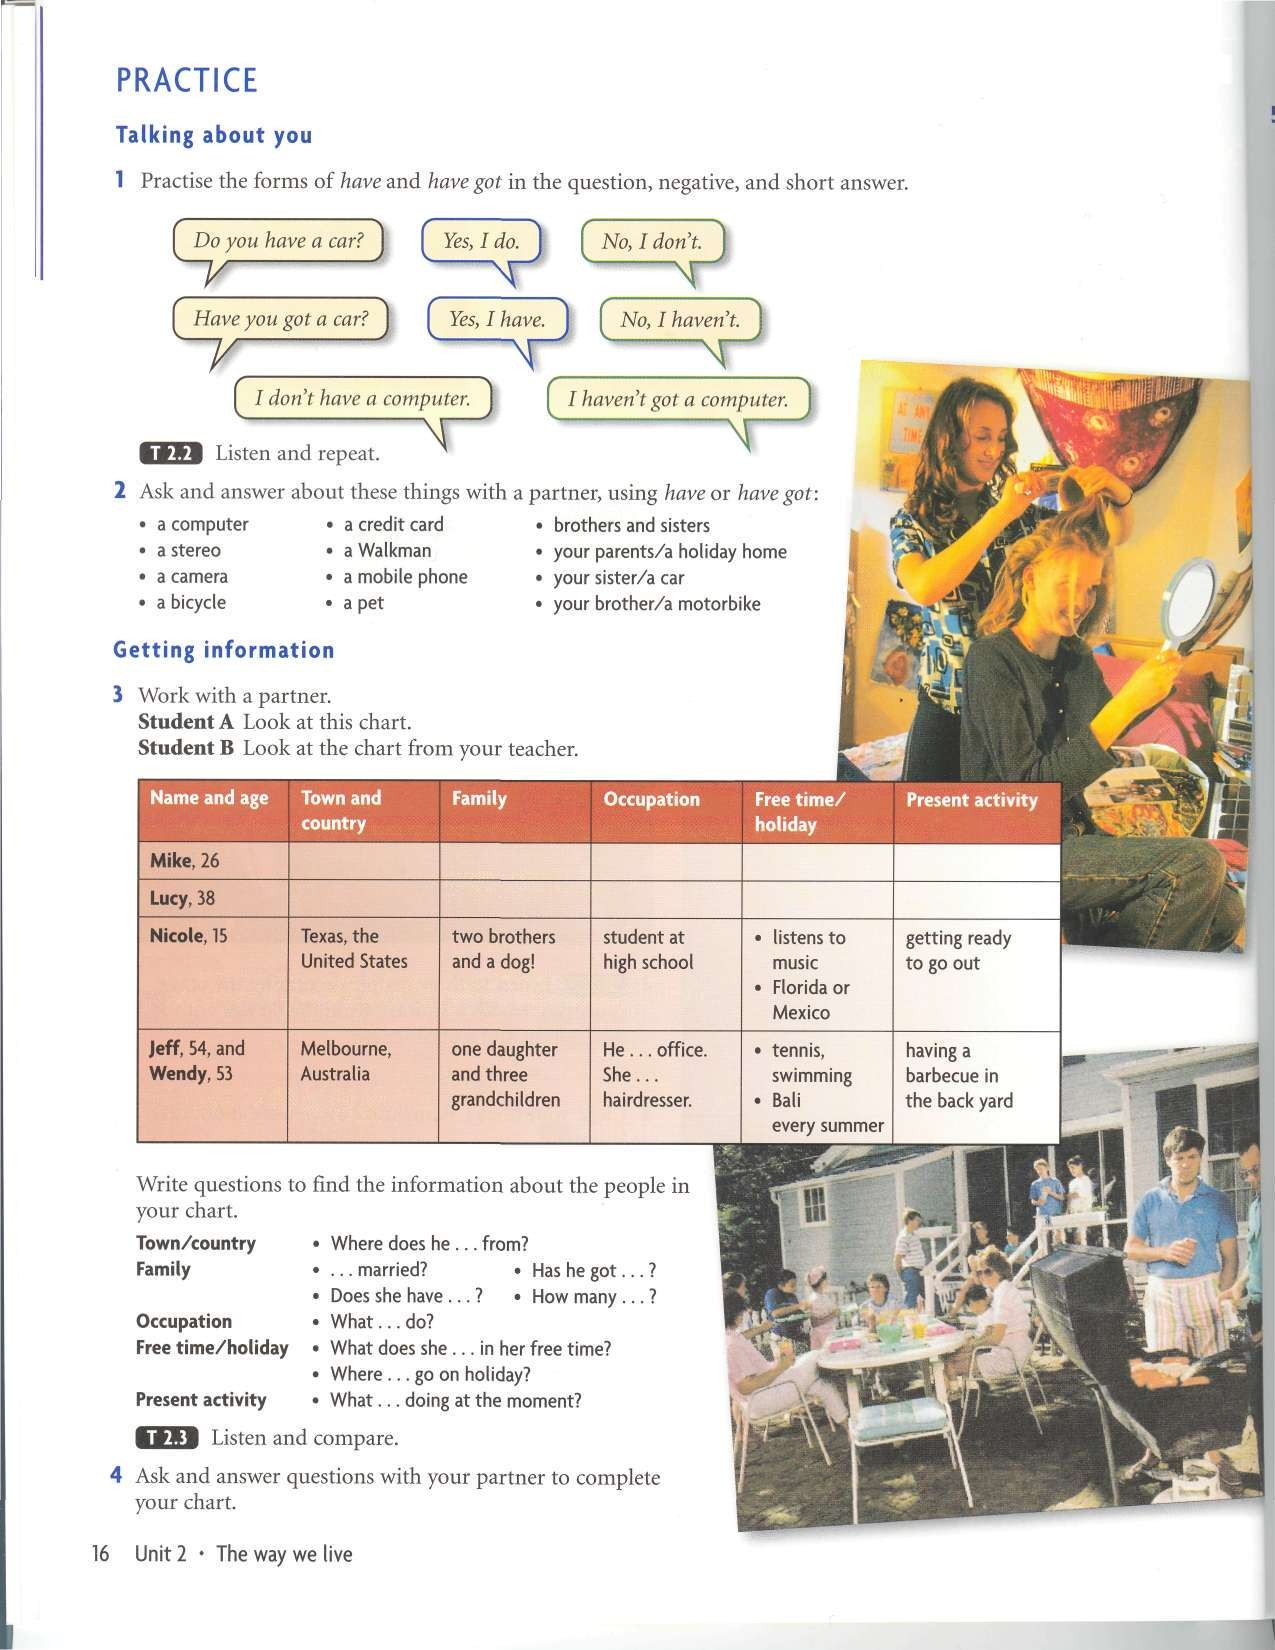 PRACTICE
Talking about you
1 Practise the forms of have and have got in the question, negative, and short answer.
Do you have a car?
Yes, I do.
No, I don't.
Have you got a car?
Yes, I have.
No, I haven't.
I don't have a computer.
I haven't got a computer.
T 2.2 Listen and repeat.
2 Ask and answer about these things with a partner, using have or have got:
• a computer • a credit card • brothers and sisters
• a stereo • a Walkman • your parents/a holiday home
• a camera • a mobile phone • your sister/a car
• a bicycle • a pet • your brother/a motorbike
Getting information
3 Work with a partner.
Student A Look at this chart.
Student B Look at the chart from your teacher.
Name and age
Town and
country
Family
Occupation
Free time/
holiday
Present activity
Mike, 26
Lucy, 38
Nicole, 15
Texas, the
United States
two brothers
and a dog!
student at
high school
• listens to
music
• Florida or
Mexico
getting ready
to go out
Jeff, 54, and
Wendy, 53
Melbourne,
Australia
one daughter
and three
grandchildren
He . . . office.
She . . .
hairdresser.
• tennis,
swimming
• Bali
every summer
having a
barbecue in
the back yard
Write questions to find the information about the people in
your chart.
Town/country • Where does he . . . from?
Family • . . . married? • Has he got . . . ?
• Does she have . . . ? • How many . . . ?
Occupation • What . . . do?
Free time/holiday • What does she . . . in her free time?
• Where . . . go on holiday?
Present activity • What . . . doing at the moment?
T 2.3 Listen and compare.
4 Ask and answer questions with your partner to complete
your chart.
16 Unit 2 • The way we live
AT ANY
TIME